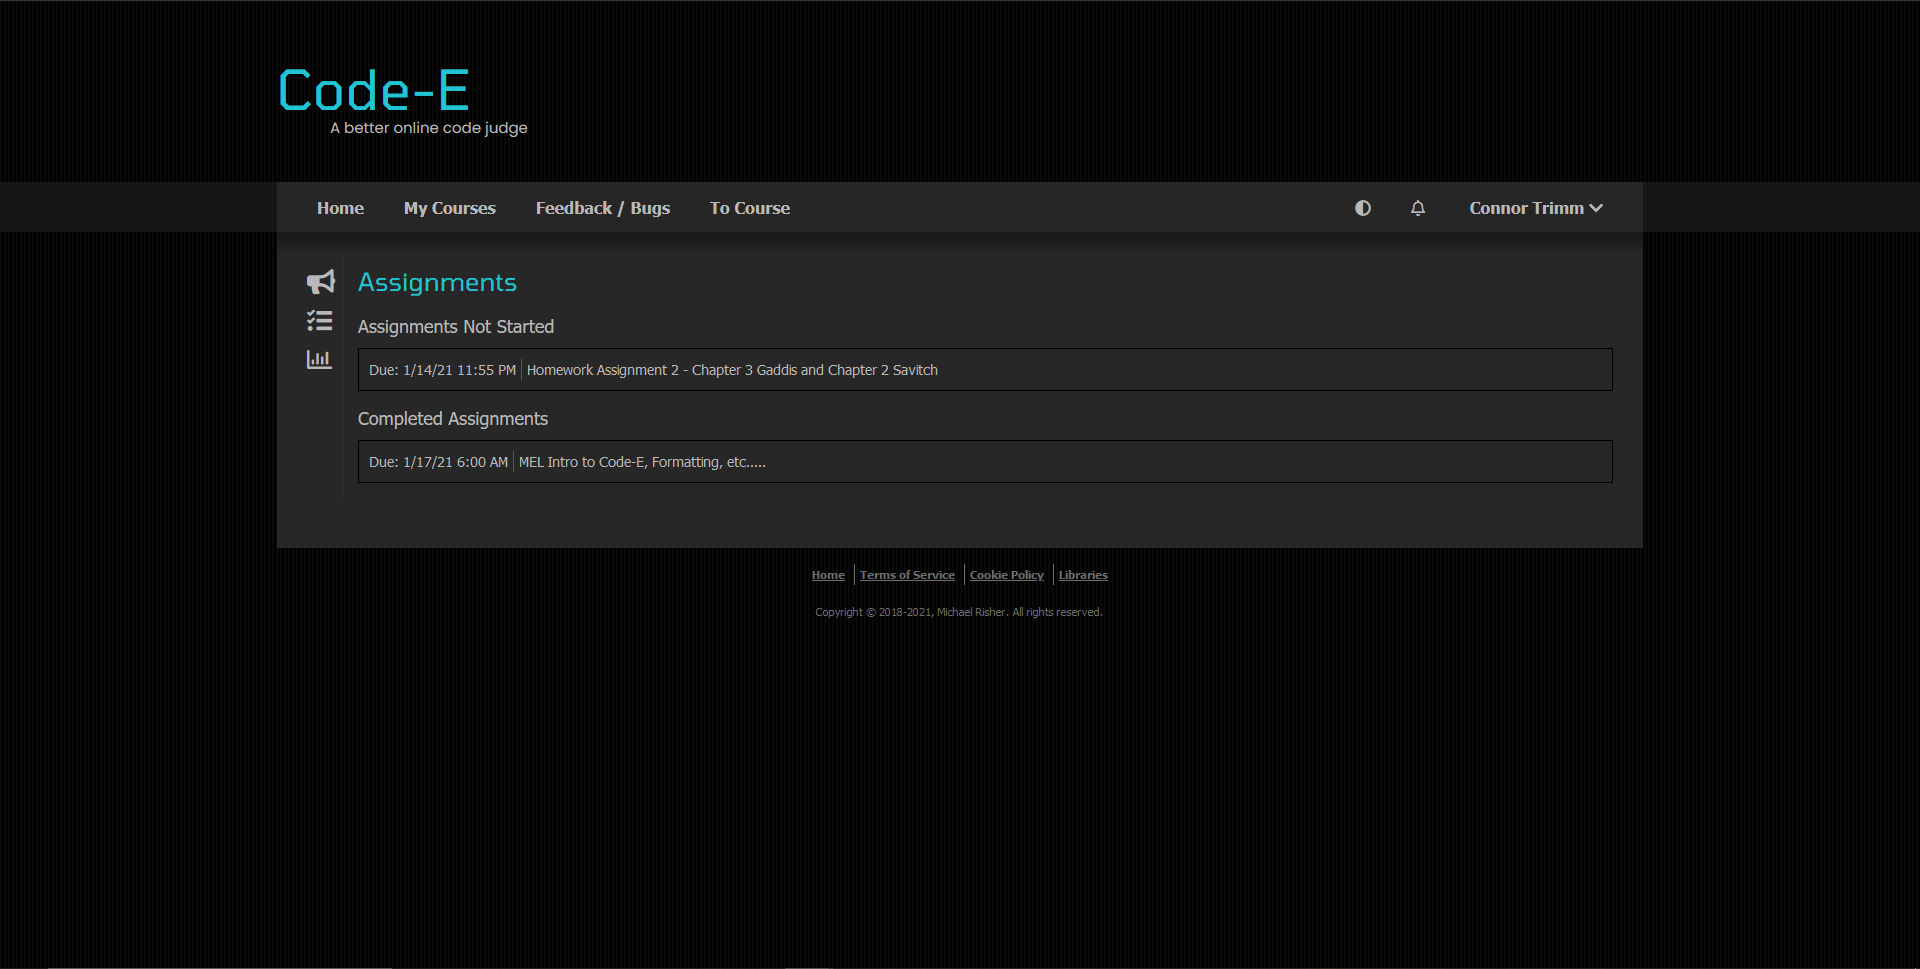 Code-E
A better online code judge
Home My Courses Feedback / Bugs To Course Connor Trimm
Assignments
Assignments Not Started
Due: 1/14/21 11:55 PM Homework Assignment 2 - Chapter 3 Gaddis and Chapter 2 Savitch
Completed Assignments
Due: 1/17/21 6:00 AM MEL Intro to Code-E, Formatting, etc.....
Home Terms of Service Cookie Policy Libraries
Copyright © 2018-2021, Michael Risher. All rights reserved.